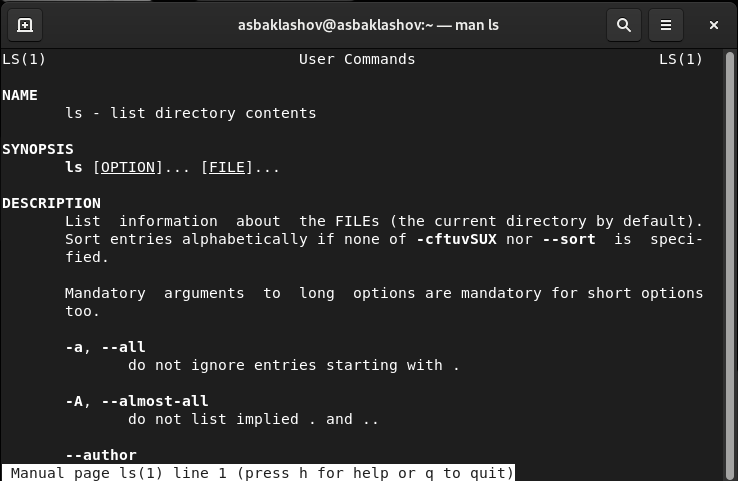 asbaklashov@asbaklashov:~ — man ls
LS(1) User Commands LS(1)
NAME
ls - list directory contents
SYNOPSIS
ls [OPTION]... [FILE]...
DESCRIPTION
List information about the FILEs (the current directory by default).
Sort entries alphabetically if none of -cftuvSUX nor --sort is speci-
fied.
Mandatory arguments to long options are mandatory for short options
too.
-a, --all
do not ignore entries starting with .
-A, --almost-all
do not list implied . and ..
--author
Manual page ls(1) line 1 (press h for help or q to quit)